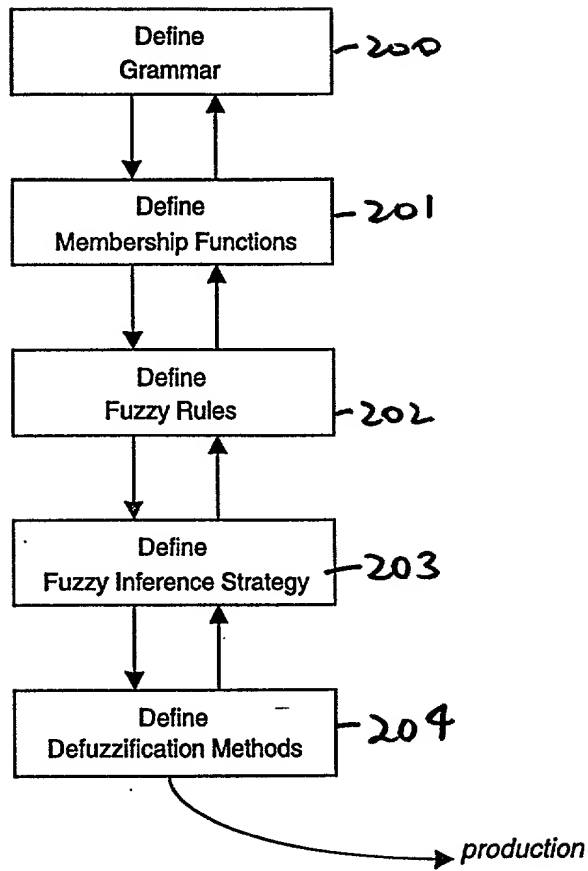 Define
Grammar
200
Define
Membership Functions
201
Define
Fuzzy Rules
202
Define
Fuzzy Inference Strategy
203
Define
Defuzzification Methods
204
production